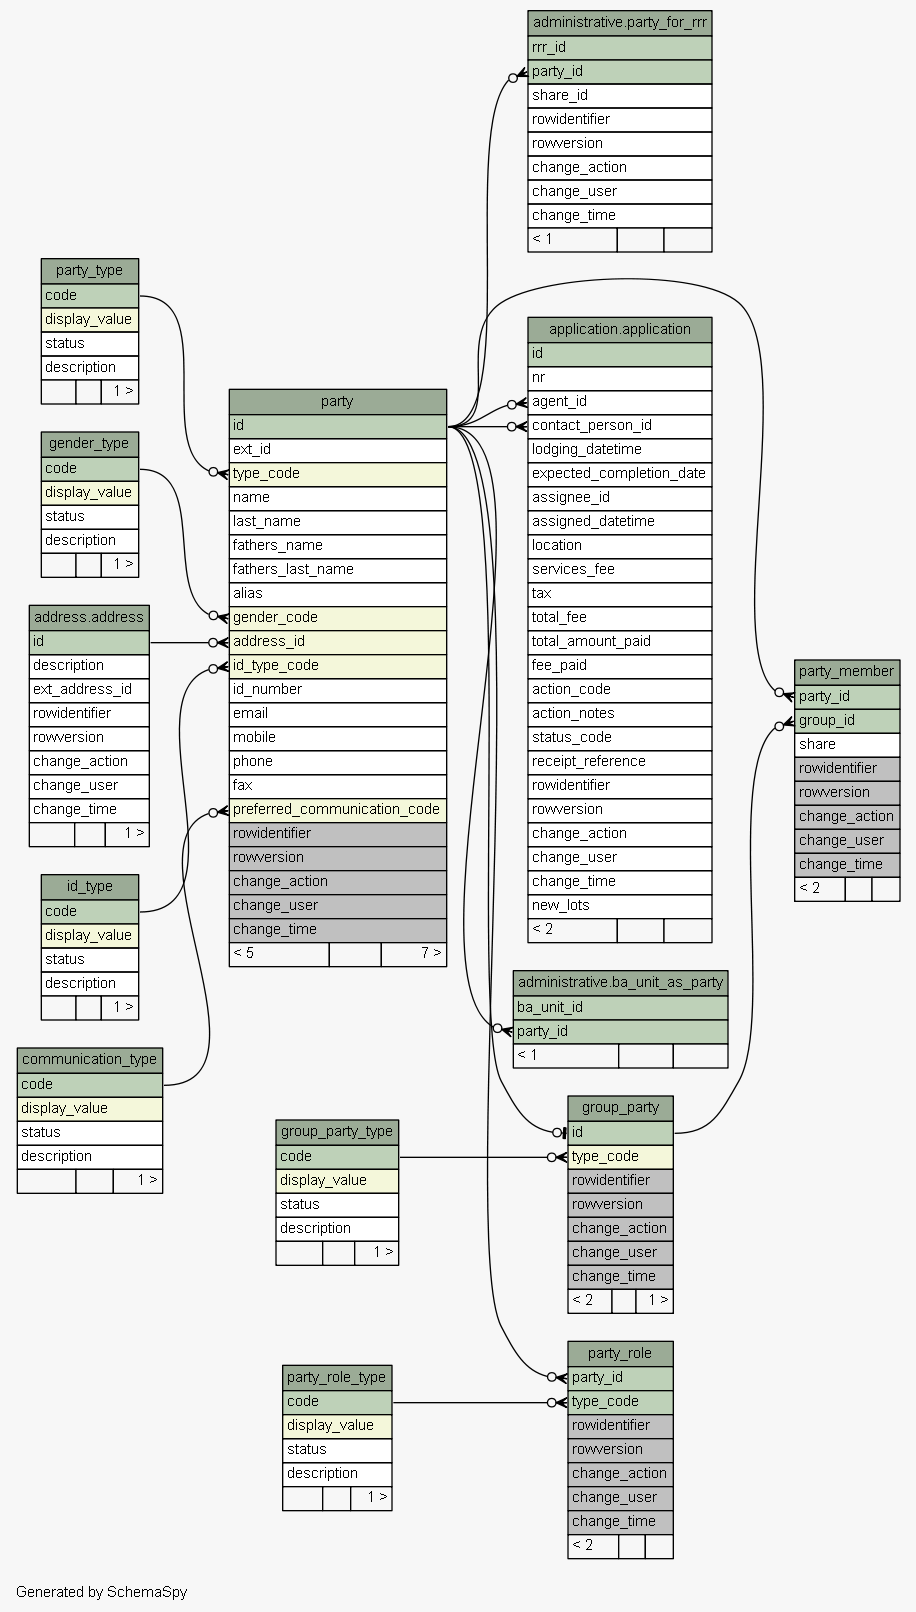 administrative.party_for_rrr
rrr_id
party_id
share_id
rowidentifier
rowversion
change_action
change_user
change_time
< 1
party_type
code
display_value
status
description
1 >
application.application
id
nr
agent_id
contact_person_id
lodging_datetime
expected_completion_date
assignee_id
assigned_datetime
location
services_fee
tax
total_fee
total_amount_paid
fee_paid
action_code
action_notes
status_code
receipt_reference
rowidentifier
rowversion
change_action
change_user
change_time
new_lots
< 2
party
id
ext_id
type_code
name
last_name
fathers_name
fathers_last_name
alias
gender_code
address_id
id_type_code
id_number
email
mobile
phone
fax
preferred_communication_code
rowidentifier
rowversion
change_action
change_user
change_time
< 5 7 >
gender_type
code
display_value
status
description
1 >
address.address
id
description
ext_address_id
rowidentifier
rowversion
change_action
change_user
change_time
1 >
party_member
party_id
group_id
share
rowidentifier
rowversion
change_action
change_user
change_time
< 2
id_type
code
display_value
status
description
1 >
administrative.ba_unit_as_party
ba_unit_id
party_id
< 1
communication_type
code
display_value
status
description
1 >
group_party
id
type_code
rowidentifier
rowversion
change_action
change_user
change_time
< 2 1 >
group_party_type
code
display_value
status
description
1 >
party_role
party_id
type_code
rowidentifier
rowversion
change_action
change_user
change_time
< 2
party_role_type
code
display_value
status
description
1 >
Generated by SchemaSpy